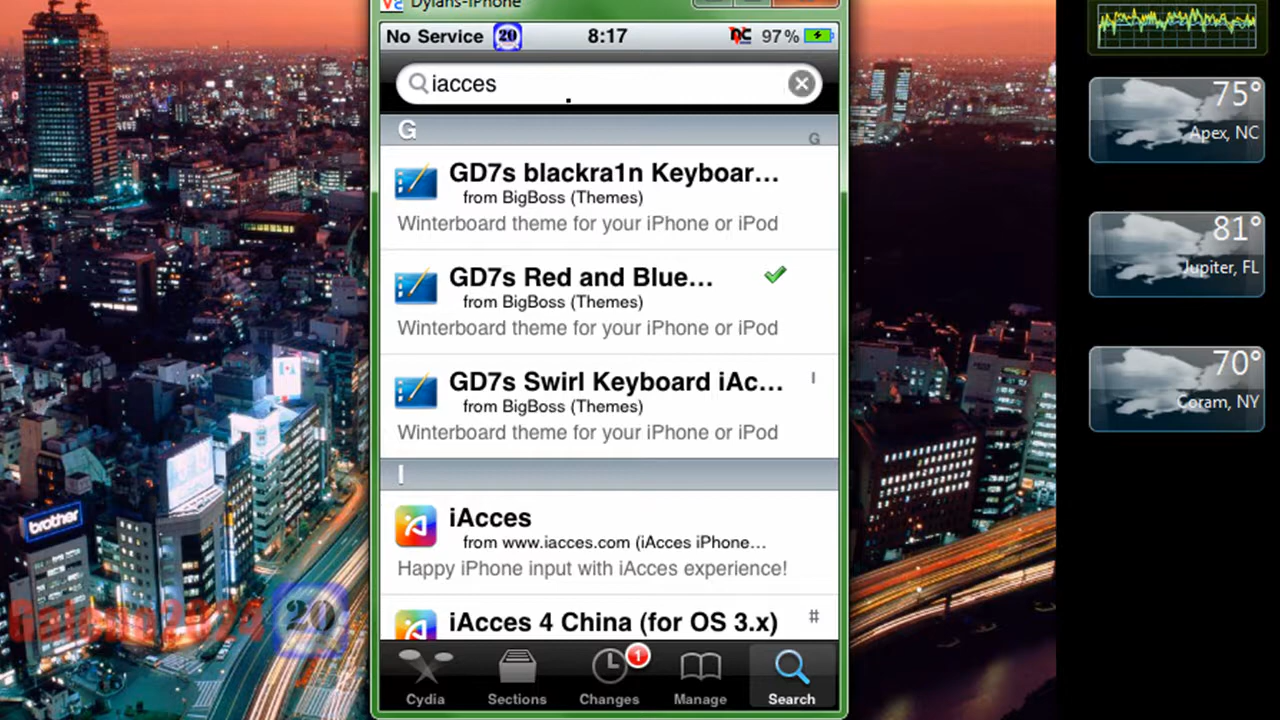 Dylans-iPhone
No Service
20
8:17
97%
iacces
G
G
GD7s blackra1n Keyboar...
from BigBoss (Themes)
Winterboard theme for your iPhone or iPod
GD7s Red and Blue...
from BigBoss (Themes)
Winterboard theme for your iPhone or iPod
GD7s Swirl Keyboard iAc...
I
from BigBoss (Themes)
Winterboard theme for your iPhone or iPod
I
iAcces
from www.iacces.com (iAcces iPhone...
Happy iPhone input with iAcces experience!
iAcces 4 China (for OS 3.x)
#
1
Cydia
Sections
Changes
Manage
Search
75°
Apex, NC
81°
Jupiter, FL
70°
Coram, NY
brother
20